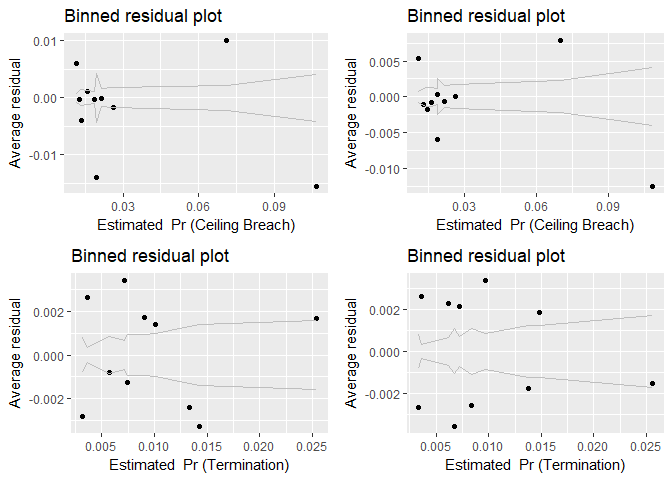 Binned residual plot
Average residual
0.01
0.00
-0.01
0.03 0.06 0.09
Estimated Pr (Ceiling Breach)
Binned residual plot
Average residual
0.005
0.000
-0.005
-0.010
0.03 0.06 0.09
Estimated Pr (Ceiling Breach)
Binned residual plot
Average residual
0.002
0.000
-0.002
0.005 0.010 0.015 0.020 0.025
Estimated Pr (Termination)
Binned residual plot
Average residual
0.002
0.000
-0.002
0.005 0.010 0.015 0.020 0.025
Estimated Pr (Termination)